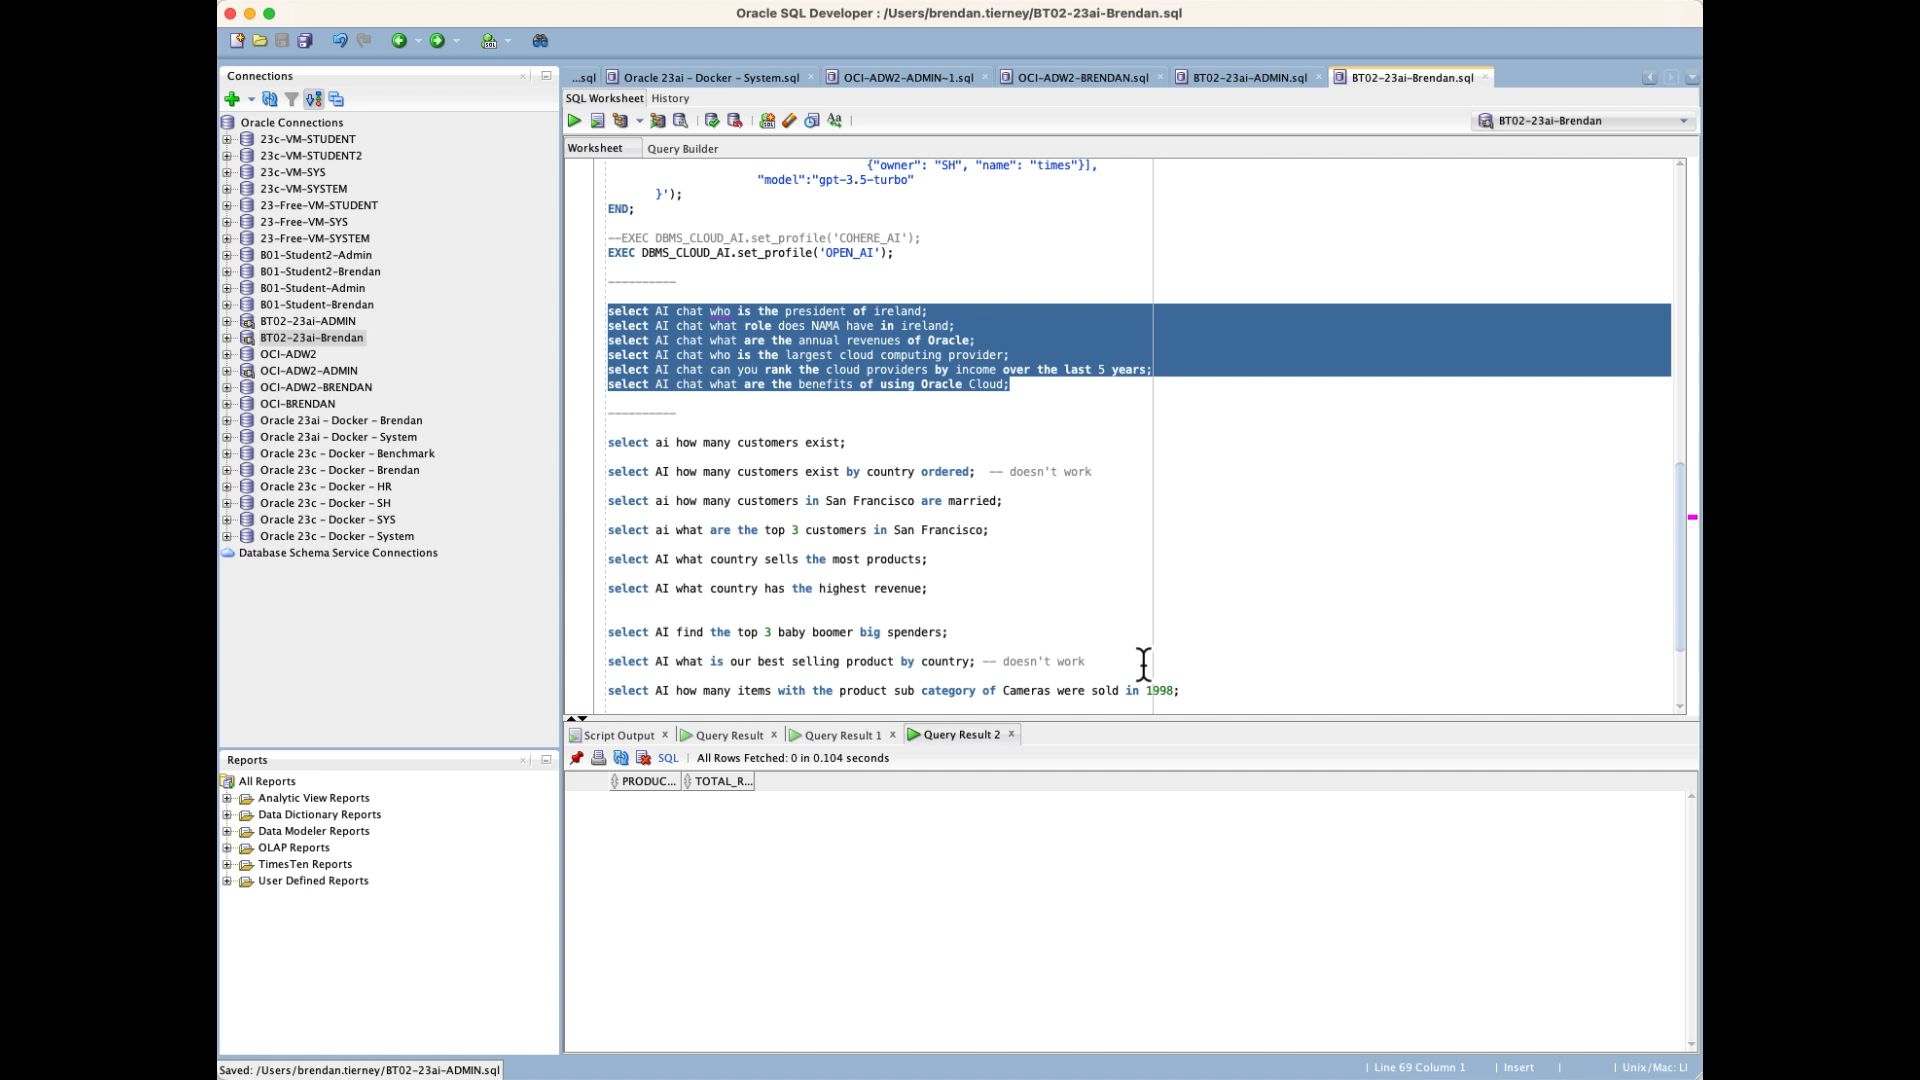 Oracle SQL Developer : /Users/brendan.tierney/BT02-23ai-Brendan.sql
Connections
Oracle Connections
23c-VM-STUDENT
23c-VM-STUDENT2
23c-VM-SYS
23c-VM-SYSTEM
23-Free-VM-STUDENT
23-Free-VM-SYS
23-Free-VM-SYSTEM
B01-Student2-Admin
B01-Student2-Brendan
B01-Student-Admin
B01-Student-Brendan
BT02-23ai-ADMIN
BT02-23ai-Brendan
OCI-ADW2
OCI-ADW2-ADMIN
OCI-ADW2-BRENDAN
OCI-BRENDAN
Oracle 23ai - Docker - Brendan
Oracle 23ai - Docker - System
Oracle 23c - Docker - Benchmark
Oracle 23c - Docker - Brendan
Oracle 23c - Docker - HR
Oracle 23c - Docker - SH
Oracle 23c - Docker - SYS
Oracle 23c - Docker - System
Database Schema Service Connections
Reports
All Reports
Analytic View Reports
Data Dictionary Reports
Data Modeler Reports
OLAP Reports
TimesTen Reports
User Defined Reports
...sql Oracle 23ai - Docker - System.sql OCI-ADW2-ADMIN~1.sql OCI-ADW2-BRENDAN.sql BT02-23ai-ADMIN.sql BT02-23ai-Brendan.sql
SQL Worksheet History
BT02-23ai-Brendan
Worksheet Query Builder
{"owner": "SH", "name": "times"}],
"model":"gpt-3.5-turbo"
}');
END;
--EXEC DBMS_CLOUD_AI.set_profile('COHERE_AI');
EXEC DBMS_CLOUD_AI.set_profile('OPEN_AI');
----------
select AI chat who is the president of ireland;
select AI chat what role does NAMA have in ireland;
select AI chat what are the annual revenues of Oracle;
select AI chat who is the largest cloud computing provider;
select AI chat can you rank the cloud providers by income over the last 5 years;
select AI chat what are the benefits of using Oracle Cloud;
----------
select ai how many customers exist;
select AI how many customers exist by country ordered;  -- doesn't work
select ai how many customers in San Francisco are married;
select ai what are the top 3 customers in San Francisco;
select AI what country sells the most products;
select AI what country has the highest revenue;
select AI find the top 3 baby boomer big spenders;
select AI what is our best selling product by country; -- doesn't work
select AI how many items with the product sub category of Cameras were sold in 1998;
Script Output Query Result Query Result 1 Query Result 2
SQL All Rows Fetched: 0 in 0.104 seconds
PRODUC... TOTAL_R...
Saved: /Users/brendan.tierney/BT02-23ai-ADMIN.sql
Line 69 Column 1 Insert Unix/Mac: LI